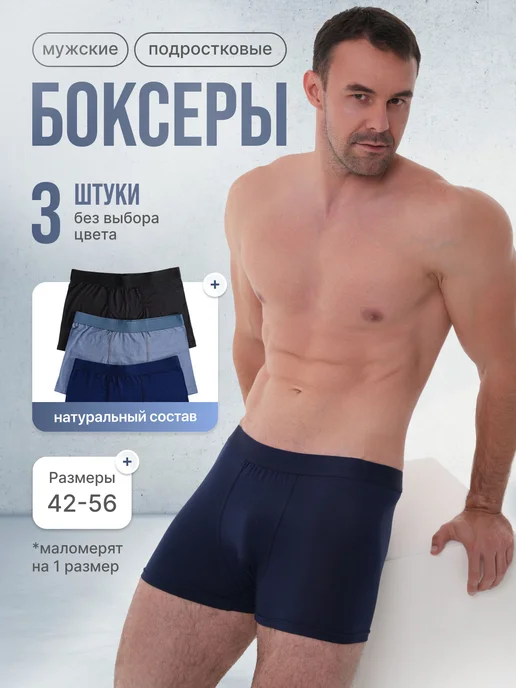 мужские
подростковые
БОКСЕРЫ
3
ШТУКИ
без выбора
цвета
+
натуральный состав
+
Размеры
42-56
*маломерят
на 1 размер